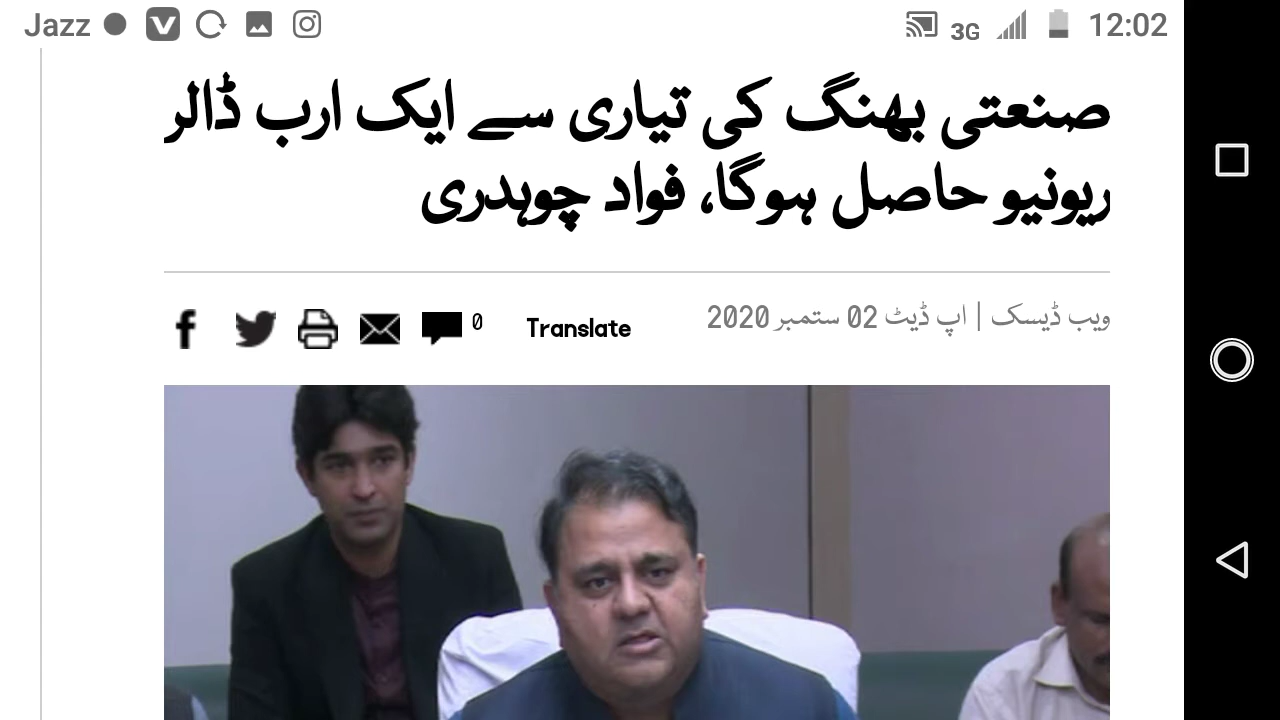 Jazz 3G 12:02
صنعتی بھنگ کی تیاری سے ایک ارب ڈالر
ریونیو حاصل ہوگا، فواد چوہدری
ویب ڈیسک | اپ ڈیٹ 02 ستمبر 2020
Translate 0